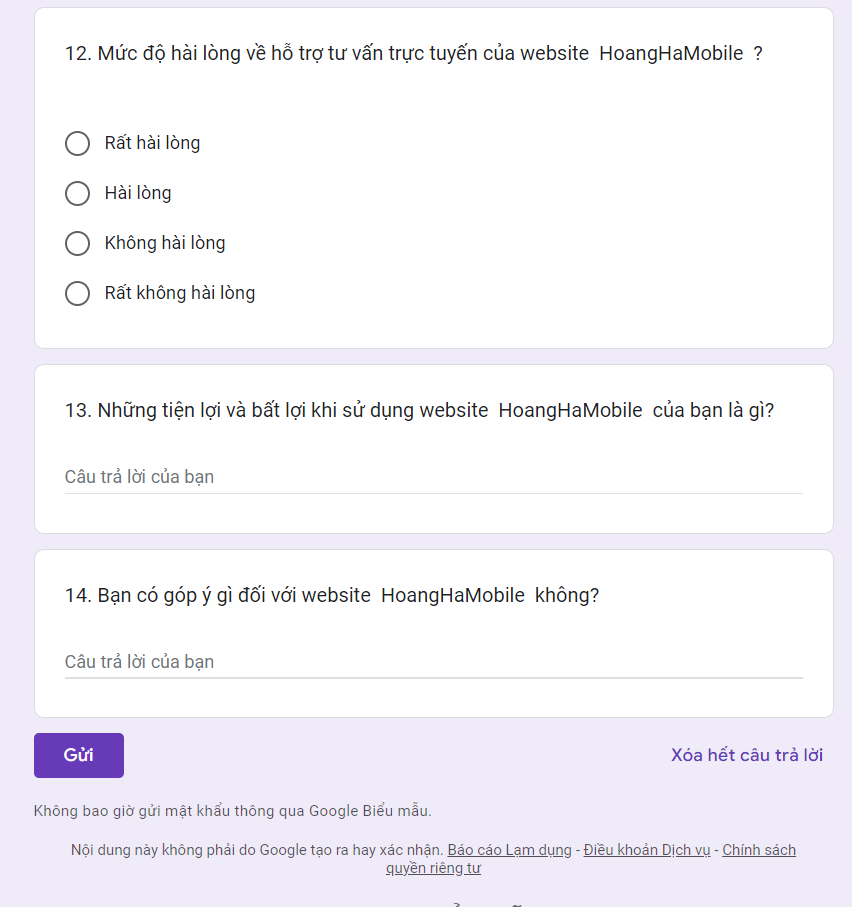 12. Mức độ hài lòng về hỗ trợ tư vấn trực tuyến của website  HoangHaMobile  ?
Rất hài lòng
Hài lòng
Không hài lòng
Rất không hài lòng
13. Những tiện lợi và bất lợi khi sử dụng website  HoangHaMobile  của bạn là gì?
Câu trả lời của bạn
14. Bạn có góp ý gì đối với website  HoangHaMobile  không?
Câu trả lời của bạn
Gửi
Xóa hết câu trả lời
Không bao giờ gửi mật khẩu thông qua Google Biểu mẫu.
Nội dung này không phải do Google tạo ra hay xác nhận. Báo cáo Lạm dụng - Điều khoản Dịch vụ - Chính sách
quyền riêng tư